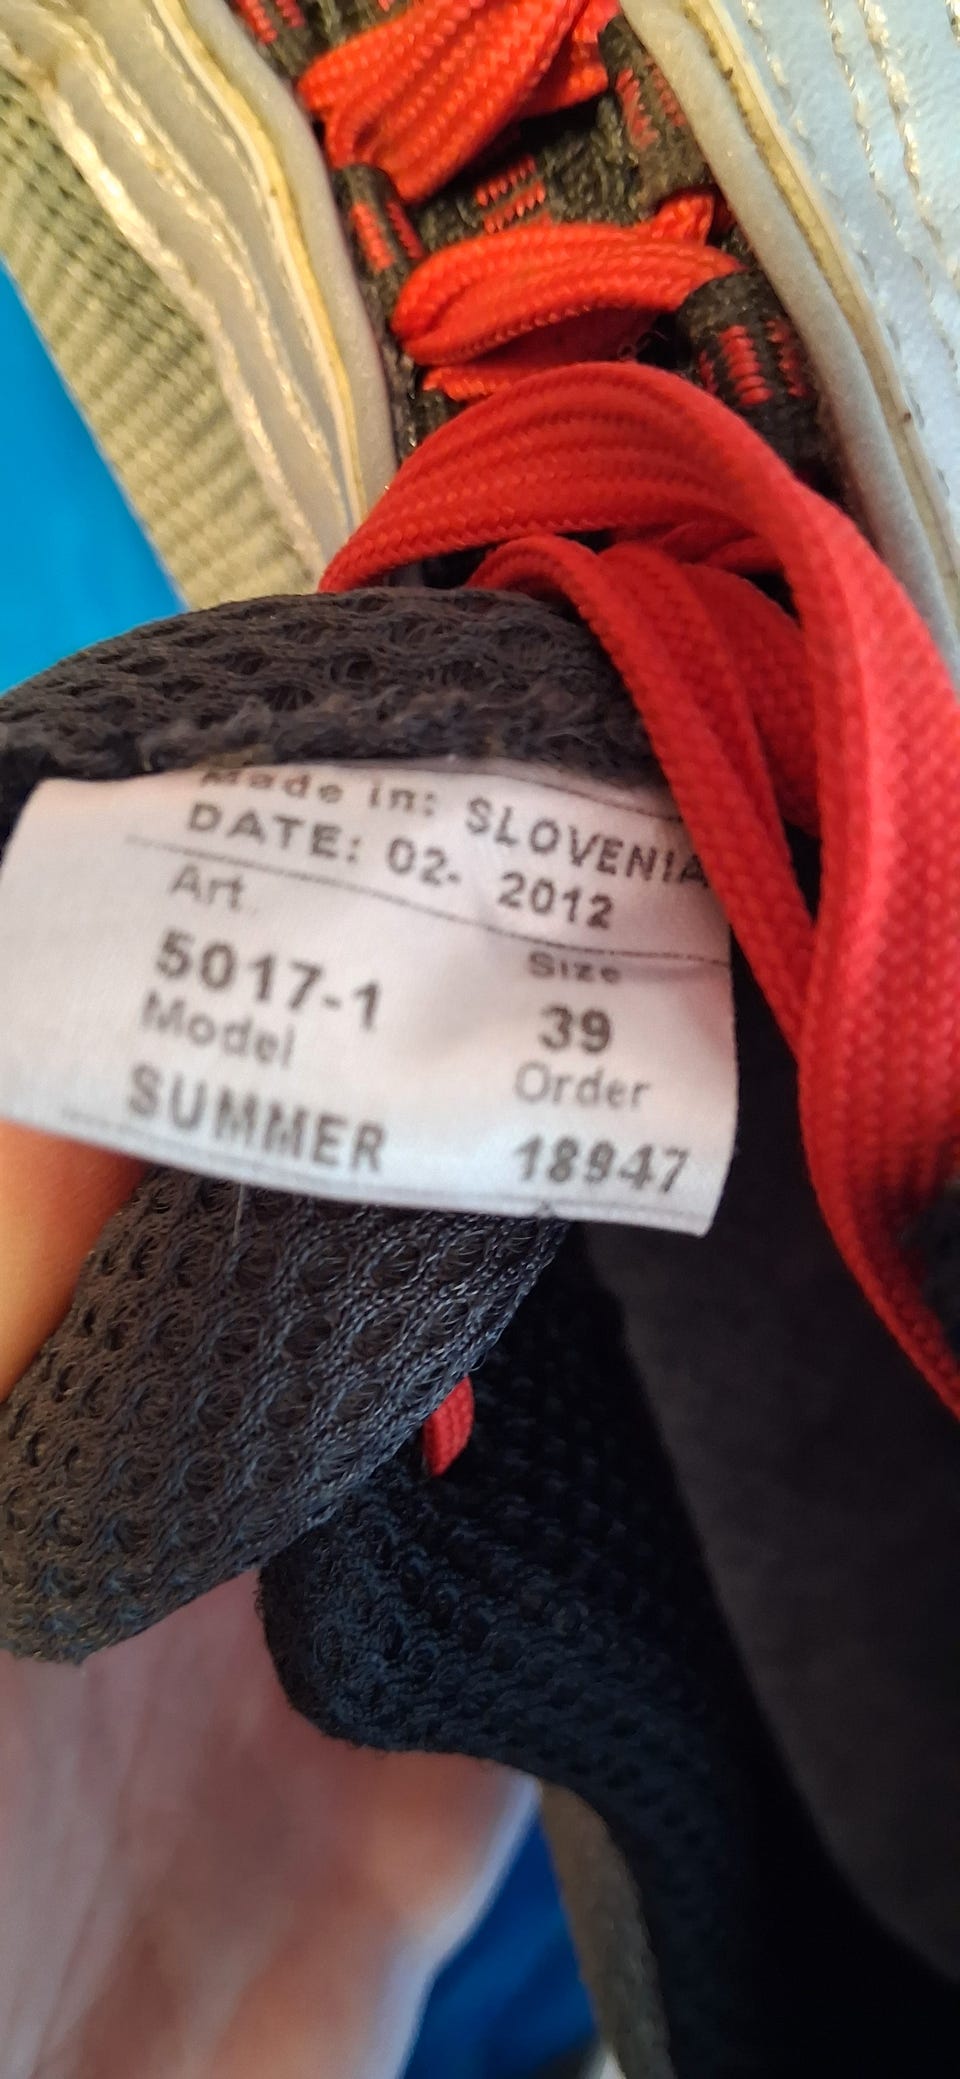 Made in: SLOVENIA
DATE: 02- 2012
Art. Size
5017-1 39
Model Order
SUMMER 18947